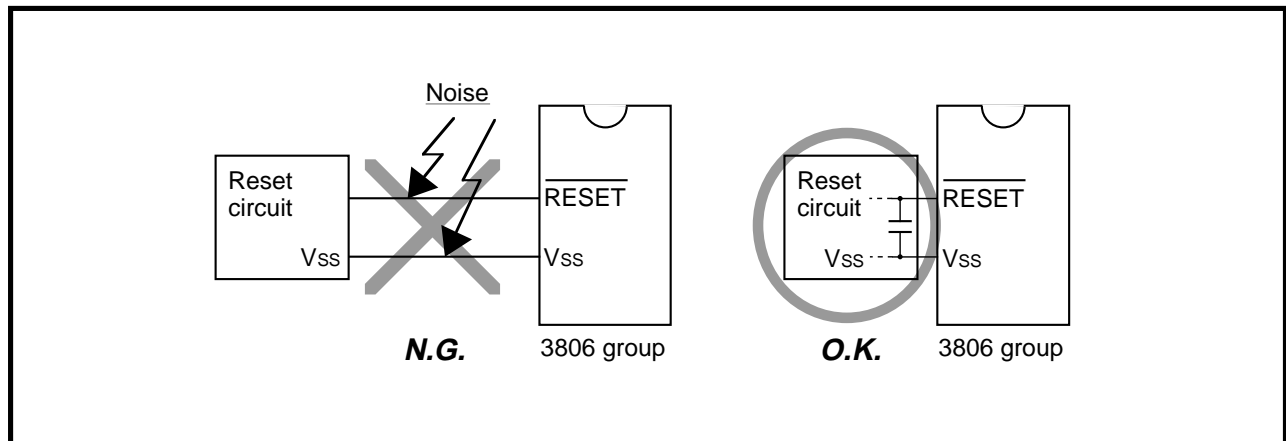 Noise
Reset
circuit
RESET
Vss
Vss
N.G.
3806 group
Reset
circuit
RESET
Vss
Vss
O.K.
3806 group